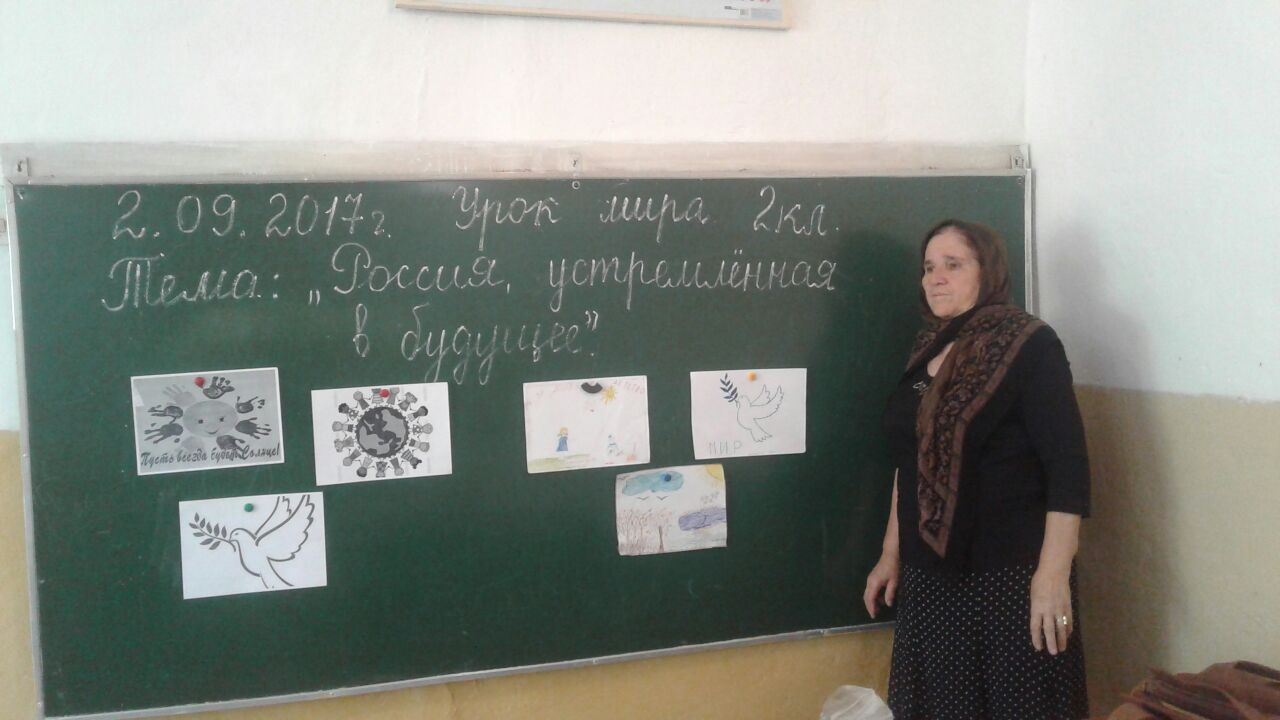 2.09.2017г. Урок мира 2кл.
Тема: „Россия, устремлённая
в будущее".
Пусть всегда будет Солнце!
МИР